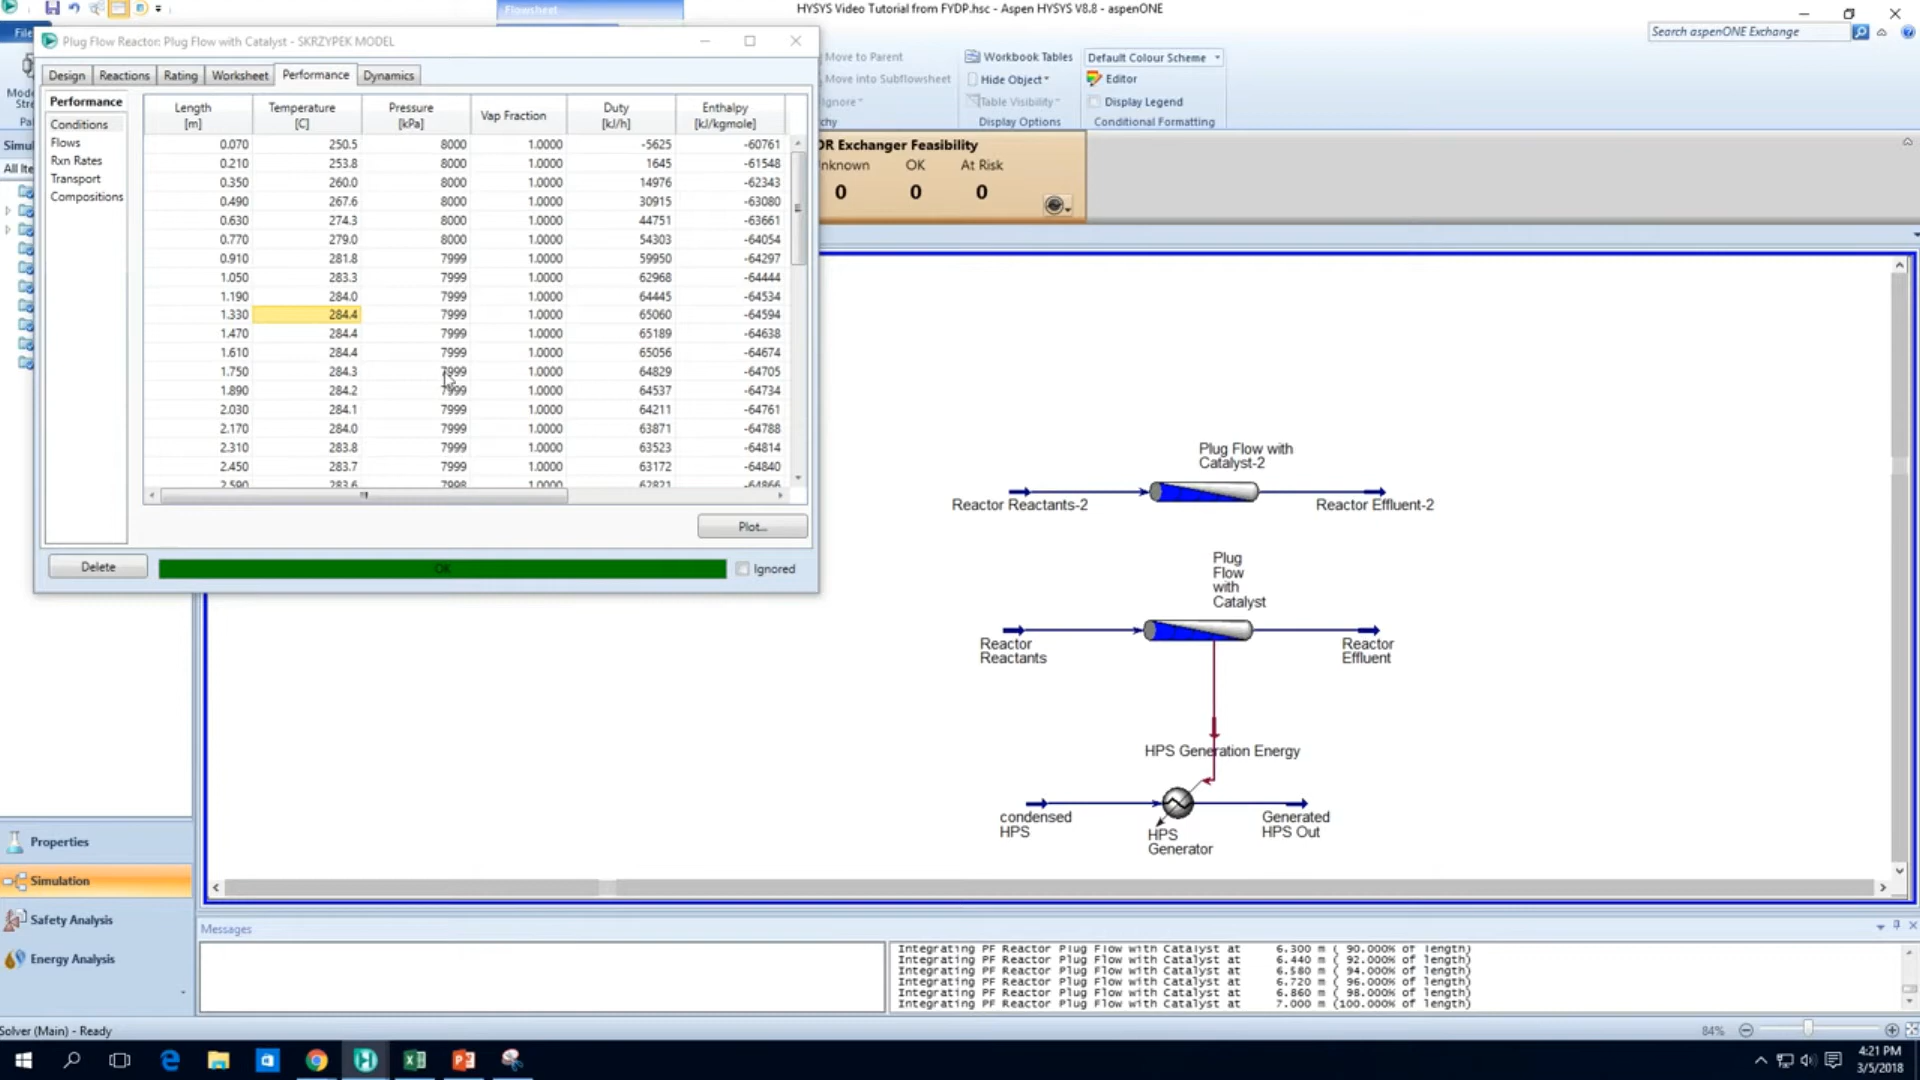 Flowsheet
HYSYS Video Tutorial from FYDP.hsc - Aspen HYSYS V8.8 - aspenONE
File
Search aspenONE Exchange
Plug Flow Reactor: Plug Flow with Catalyst - SKRZYPEK MODEL
Move to Parent
Workbook Tables
Default Colour Scheme
Move into Subflowsheet
Hide Object
Editor
Ignore
Table Visibility
Display Legend
Display Options
Conditional Formatting
Design
Reactions
Rating
Worksheet
Performance
Dynamics
EDR Exchanger Feasibility
Unknown OK At Risk
0 0 0
Performance
Conditions
Flows
Rxn Rates
Transport
Compositions
Length Temperature Pressure Vap Fraction Duty Enthalpy
[m] [C] [kPa] [kJ/h] [kJ/kgmole]
0.070 250.5 8000 1.0000 -5625 -60761
0.210 253.8 8000 1.0000 1645 -61548
0.350 260.0 8000 1.0000 14976 -62343
0.490 267.6 8000 1.0000 30915 -63080
0.630 274.3 8000 1.0000 44751 -63661
0.770 279.0 8000 1.0000 54303 -64054
0.910 281.8 7999 1.0000 59950 -64297
1.050 283.3 7999 1.0000 62968 -64444
1.190 284.0 7999 1.0000 64445 -64534
1.330 284.4 7999 1.0000 65060 -64594
1.470 284.4 7999 1.0000 65189 -64638
1.610 284.4 7999 1.0000 65056 -64674
1.750 284.3 7999 1.0000 64829 -64705
1.890 284.2 7999 1.0000 64537 -64734
2.030 284.1 7999 1.0000 64211 -64761
2.170 284.0 7999 1.0000 63871 -64788
2.310 283.8 7999 1.0000 63523 -64814
2.450 283.7 7999 1.0000 63172 -64840
2.590 283.6 7998 1.0000 62821 -64866
Plot...
Delete
OK
Ignored
Plug Flow with
Catalyst-2
Reactor Reactants-2
Reactor Effluent-2
Plug
Flow
with
Catalyst
Reactor
Reactants
Reactor
Effluent
HPS Generation Energy
condensed
HPS
HPS
Generator
Generated
HPS Out
Properties
Simulation
Safety Analysis
Energy Analysis
Messages
Integrating PF Reactor Plug Flow with Catalyst at 6.300 m ( 90.000% of length)
Integrating PF Reactor Plug Flow with Catalyst at 6.440 m ( 92.000% of length)
Integrating PF Reactor Plug Flow with Catalyst at 6.580 m ( 94.000% of length)
Integrating PF Reactor Plug Flow with Catalyst at 6.720 m ( 96.000% of length)
Integrating PF Reactor Plug Flow with Catalyst at 6.860 m ( 98.000% of length)
Integrating PF Reactor Plug Flow with Catalyst at 7.000 m (100.000% of length)
Solver (Main) - Ready
84%
4:21 PM
3/5/2018